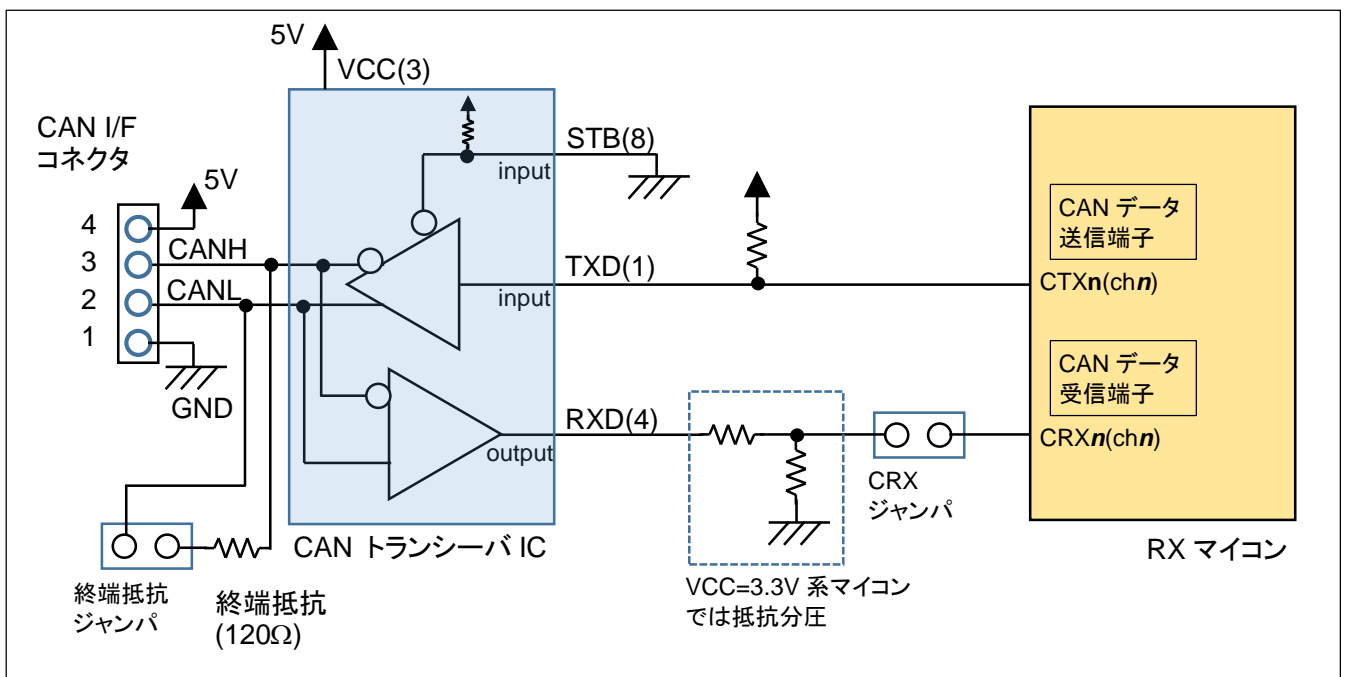 5V
VCC(3)
CAN I/F
コネクタ
5V
4
3
2
1
CANH
CANL
GND
STB(8)
input
TXD(1)
input
RXD(4)
output
CAN データ
送信端子
CTXn(chn)
CAN データ
受信端子
CRXn(chn)
CRX
ジャンパ
CAN トランシーバ IC
RX マイコン
終端抵抗
ジャンパ
終端抵抗
(120Ω)
VCC=3.3V 系マイコン
では抵抗分圧